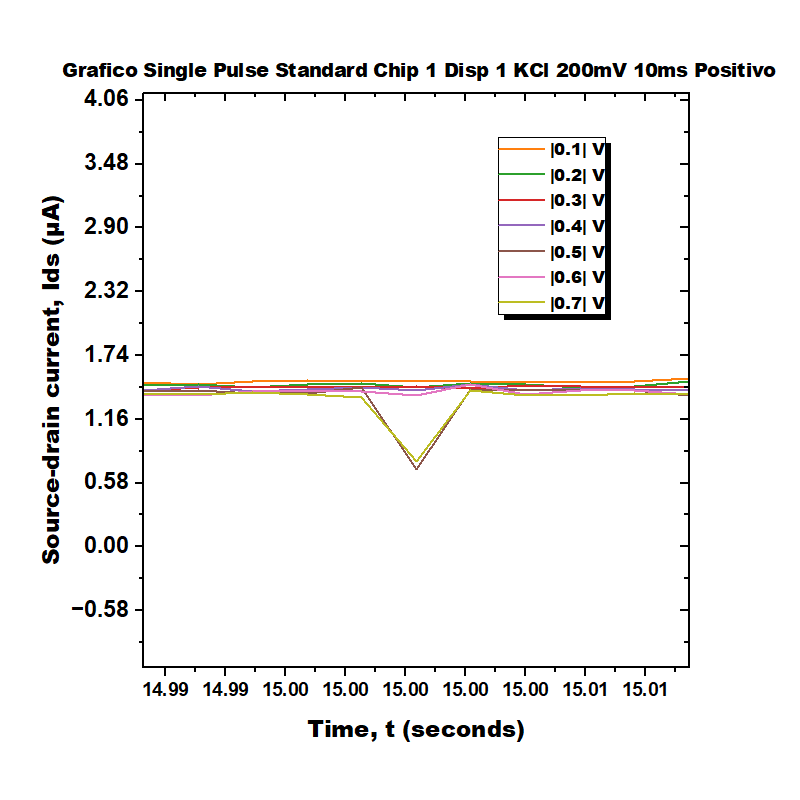 Grafico Single Pulse Standard Chip 1 Disp 1 KCl 200mV 10ms Positivo
4.06
3.48
2.90
2.32
1.74
1.16
0.58
0.00
−0.58
Source-drain current, Ids (μA)
|0.1| V
|0.2| V
|0.3| V
|0.4| V
|0.5| V
|0.6| V
|0.7| V
14.99 14.99 15.00 15.00 15.00 15.00 15.00 15.01 15.01
Time, t (seconds)